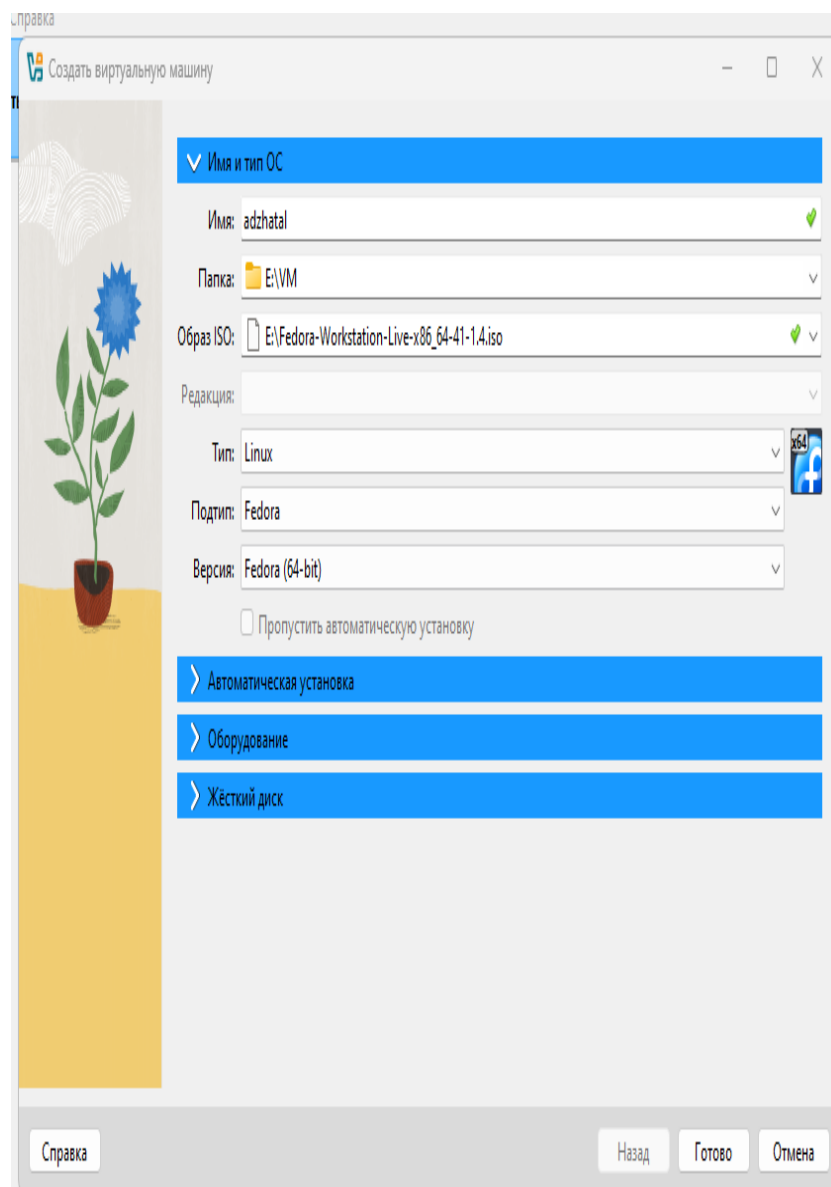 Справка
Создать виртуальную машину
Имя и тип ОС
Имя: adzhatal
Папка: E:\VM
Образ ISO: E:\Fedora-Workstation-Live-x86_64-41-1.4.iso
Редакция:
Тип: Linux
x64
Подтип: Fedora
Версия: Fedora (64-bit)
Пропустить автоматическую установку
Автоматическая установка
Оборудование
Жёсткий диск
Справка Назад Готово Отмена